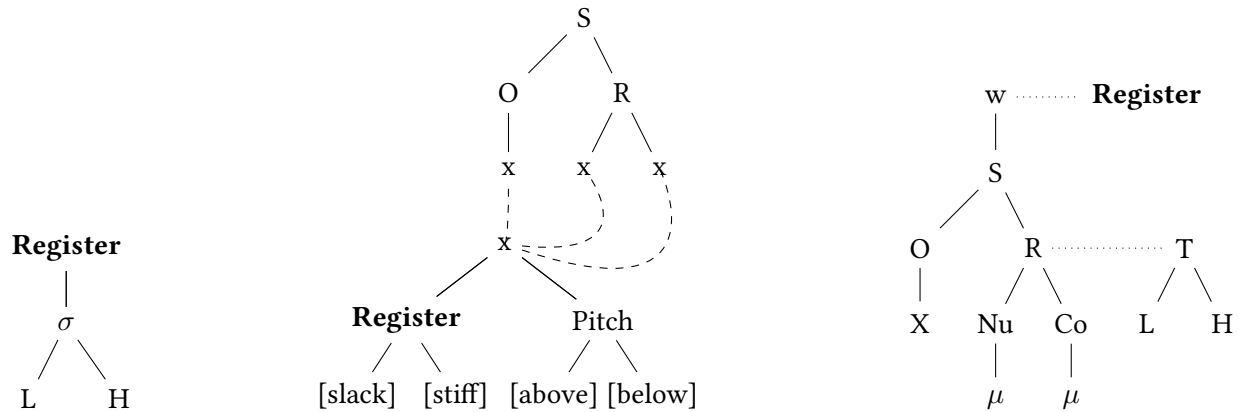 Register
σ
L H
S
O R
x x x
x
Register Pitch
[slack] [stiff] [above] [below]
w Register
S
O R T
X Nu Co L H
μ μ